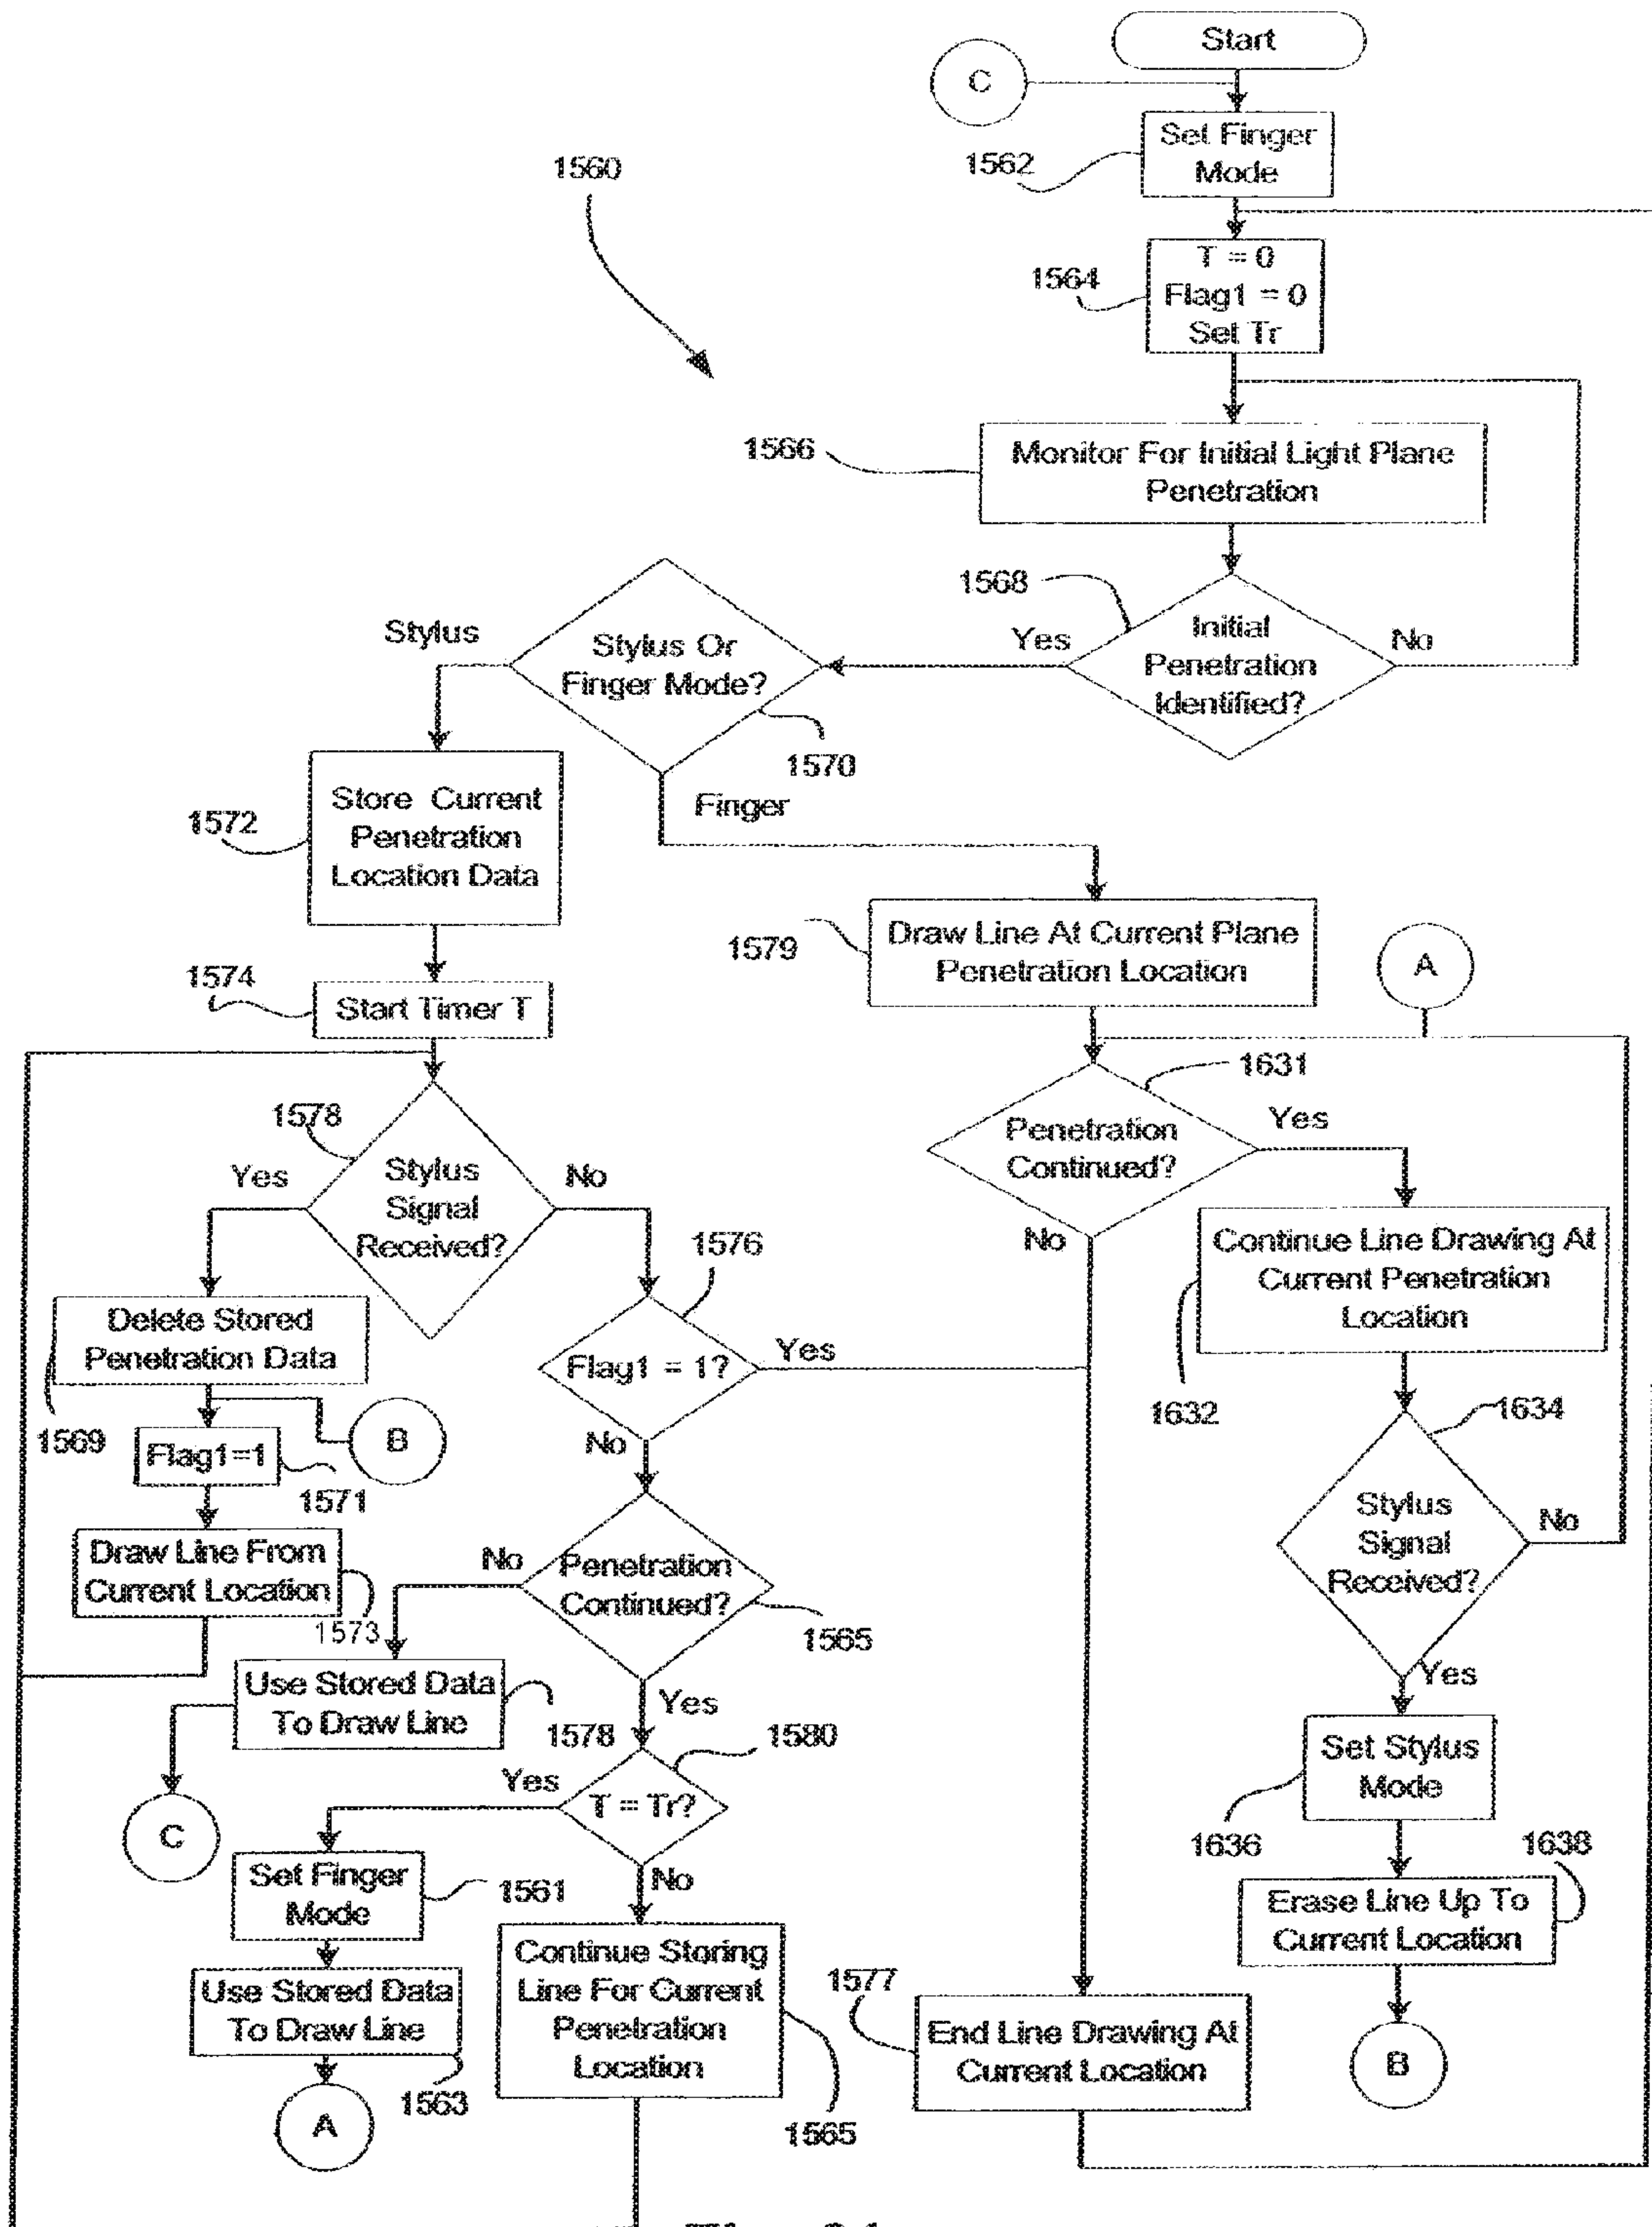 Start
C
Set Finger
Mode
1562
1560
T = 0
Flag1 = 0
Set Tr
1564
Monitor For Initial Light Plane
Penetration
1566
1568
Initial
Penetration
Identified?
Yes
No
Stylus Or
Finger Mode?
Stylus
1570
Finger
Store Current
Penetration
Location Data
1572
Draw Line At Current Plane
Penetration Location
1579
A
1574
Start Timer T
1631
Penetration
Continued?
Yes
No
1578
Stylus
Signal
Received?
Yes
No
1576
Continue Line Drawing At
Current Penetration
Location
1632
Delete Stored
Penetration Data
1569
Flag1 = 1?
Yes
No
B
Flag1=1
1571
1634
Stylus
Signal
Received?
No
Yes
Draw Line From
Current Location
1573
No
Penetration
Continued?
1565
Yes
Use Stored Data
To Draw Line
1578
1580
T = Tr?
Yes
No
C
Set Stylus
Mode
1636
1638
Set Finger
Mode
1561
Erase Line Up To
Current Location
Continue Storing
Line For Current
Penetration
Location
1565
Use Stored Data
To Draw Line
1563
1577
End Line Drawing At
Current Location
B
A